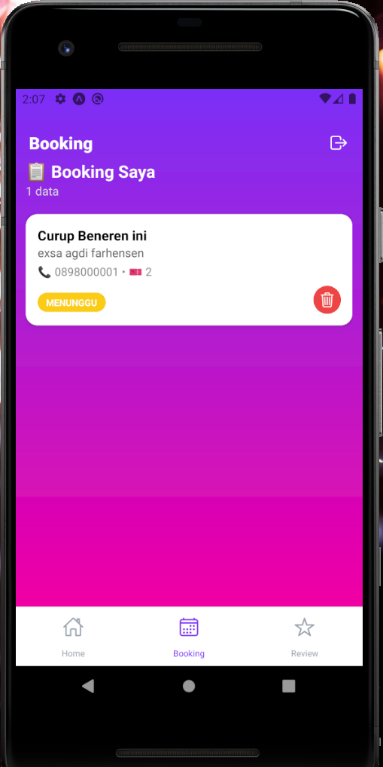 2:07
Booking
📋 Booking Saya
1 data
Curup Beneren ini
exsa agdi farhensen
📞 0898000001 • 🎟️ 2
MENUNGGU
Home Booking Review